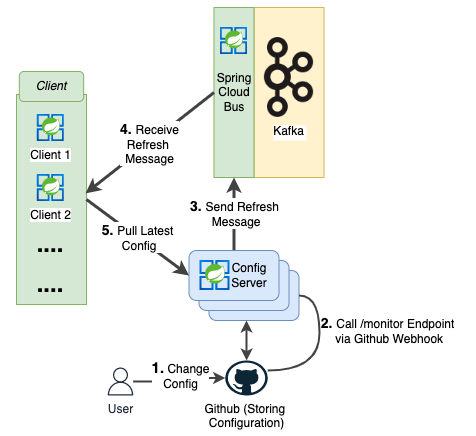 Spring
Cloud
Bus
Kafka
Client
Client 1
Client 2
....
....
4. Receive
Refresh
Message
3. Send Refresh
Message
5. Pull Latest
Config
Config
Server
2. Call /monitor Endpoint
via Github Webhook
1. Change
Config
User
Github (Storing
Configuration)